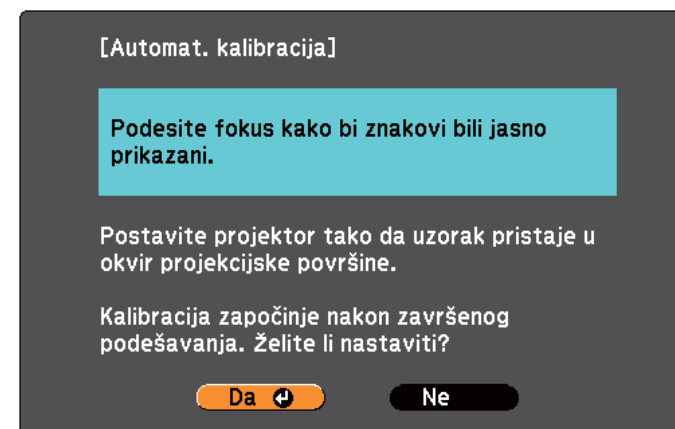 [Automat. kalibracija]
Podesite fokus kako bi znakovi bili jasno
prikazani.
Postavite projektor tako da uzorak pristaje u
okvir projekcijske površine.
Kalibracija započinje nakon završenog
podešavanja. Želite li nastaviti?
Da Ne